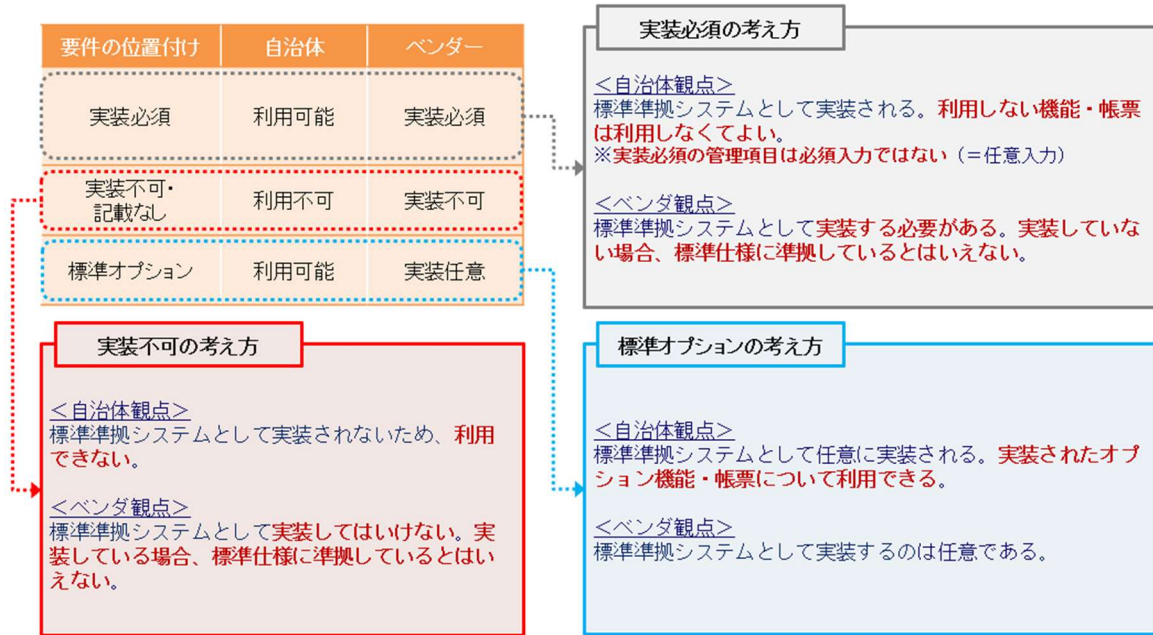 要件の位置付け 自治体 ベンダー
実装必須 利用可能 実装必須
実装不可・
記載なし 利用不可 実装不可
標準オプション 利用可能 実装任意
実装必須の考え方
＜自治体観点＞
標準準拠システムとして実装される。利用しない機能・帳票
は利用しなくてよい。
※実装必須の管理項目は必須入力ではない（＝任意入力）
＜ベンダ観点＞
標準準拠システムとして実装する必要がある。実装していな
い場合、標準仕様に準拠しているとはいえない。
実装不可の考え方
＜自治体観点＞
標準準拠システムとして実装されないため、利用
できない。
＜ベンダ観点＞
標準準拠システムとして実装してはいけない。実
装している場合、標準仕様に準拠しているとはい
えない。
標準オプションの考え方
＜自治体観点＞
標準準拠システムとして任意に実装される。実装されたオプ
ション機能・帳票について利用できる。
＜ベンダ観点＞
標準準拠システムとして実装するのは任意である。